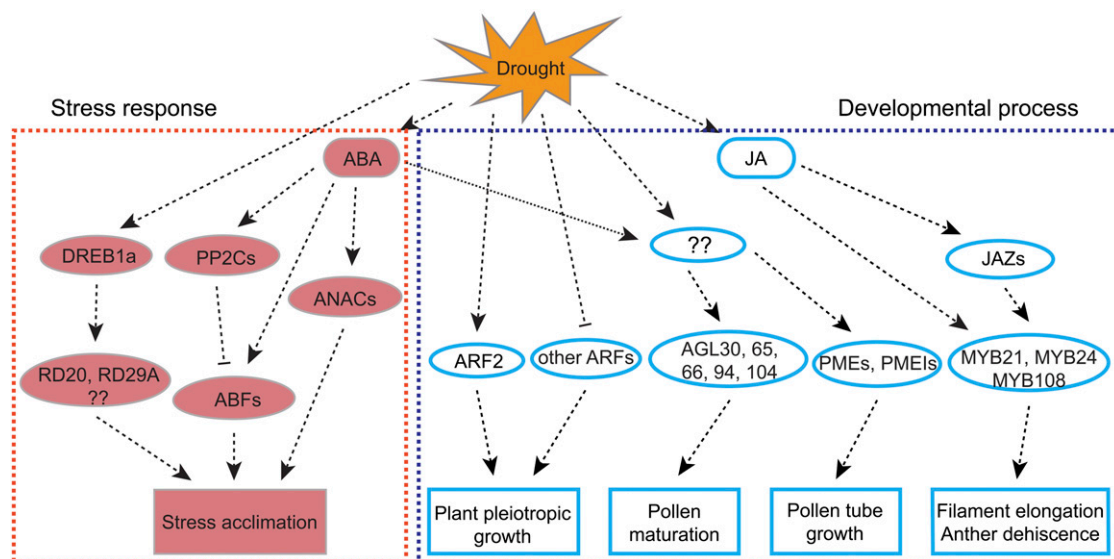 Drought
Stress response
Developmental process
ABA
JA
DREB1a
PP2Cs
??
JAZs
ANACs
RD20, RD29A
??
ABFs
ARF2
other ARFs
AGL30, 65,
66, 94, 104
PMEs, PMEIs
MYB21, MYB24
MYB108
Stress acclimation
Plant pleiotropic
growth
Pollen
maturation
Pollen tube
growth
Filament elongation
Anther dehiscence